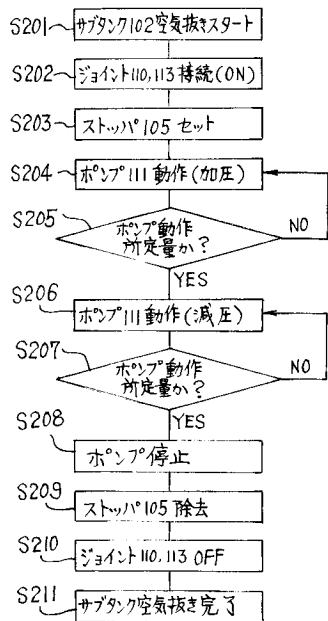 S201
サブタンク102空気抜きスタート
S202
ジョイント110,113接続(ON)
S203
ストッパ105セット
S204
ポンプ111動作(加圧)
S205
ポンプ動作
所定量か?
NO
YES
S206
ポンプ111動作(減圧)
S207
ポンプ動作
所定量か?
NO
YES
S208
ポンプ停止
S209
ストッパ105除去
S210
ジョイント110,113 OFF
S211
サブタンク空気抜き完了